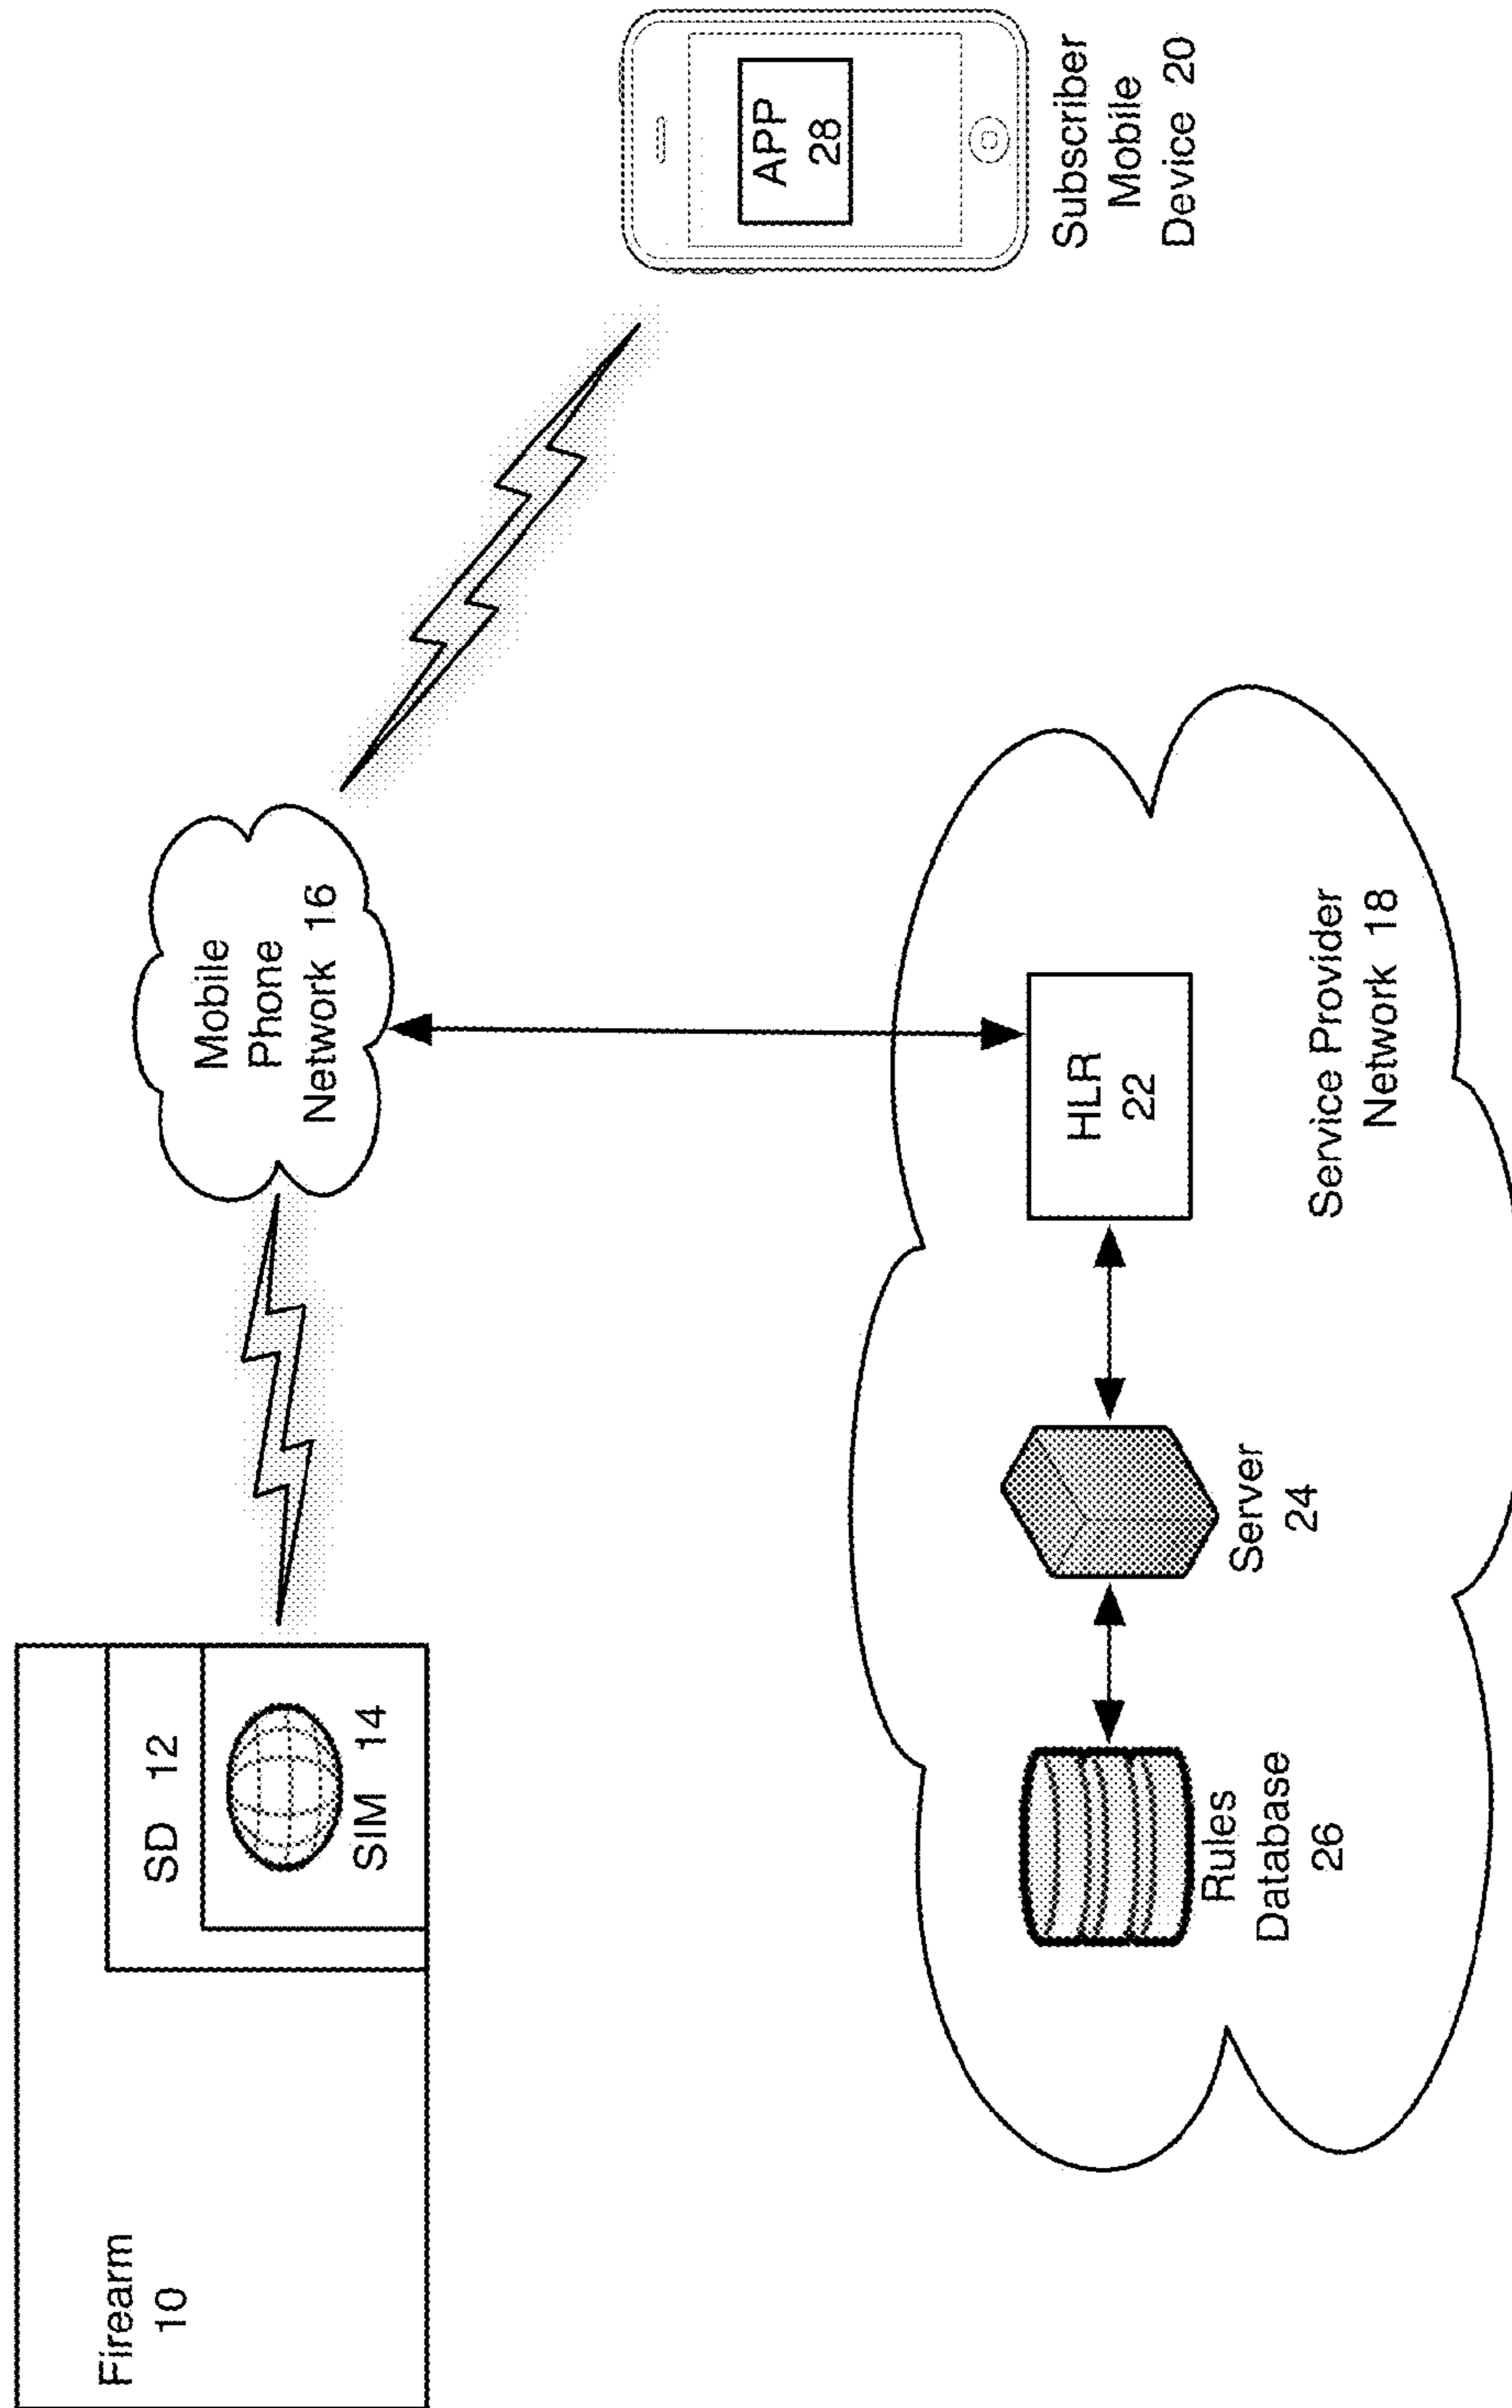 Firearm
10
SD 12
SIM 14
Mobile
Phone
Network 16
APP
28
Subscriber
Mobile
Device 20
HLR
22
Server
24
Rules
Database
26
Service Provider
Network 18